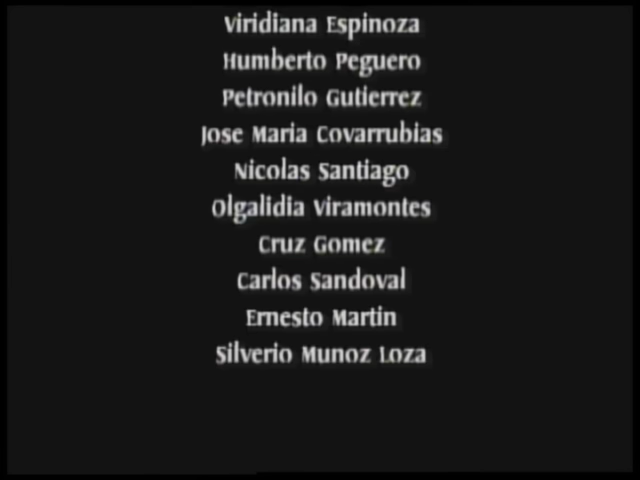 Viridiana Espinoza
Humberto Peguero
Petronilo Gutierrez
Jose Maria Covarrubias
Nicolas Santiago
Olgalidia Viramontes
Cruz Gomez
Carlos Sandoval
Ernesto Martin
Silverio Munoz Loza